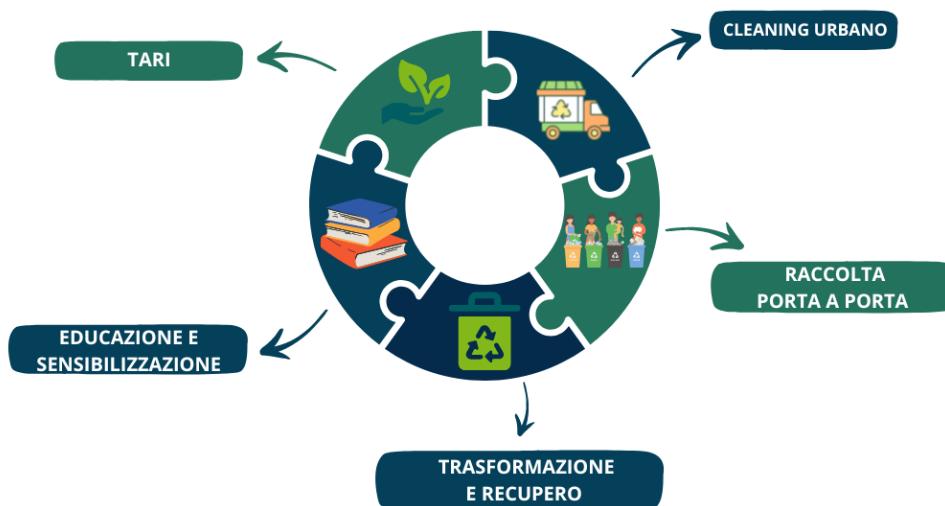 TARI
CLEANING URBANO
RACCOLTA
PORTA A PORTA
EDUCAZIONE E
SENSIBILIZZAZIONE
TRASFORMAZIONE
E RECUPERO